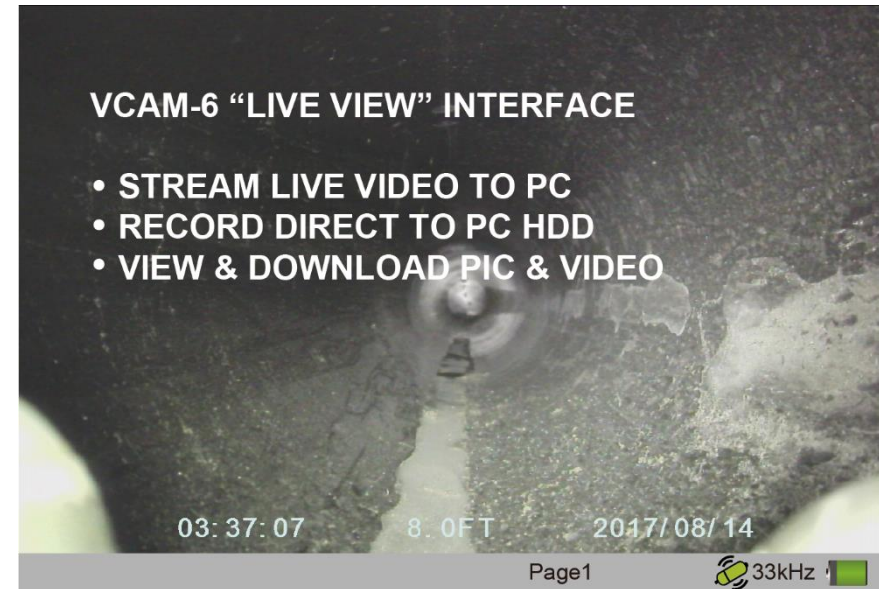 VCAM-6 “LIVE VIEW” INTERFACE
• STREAM LIVE VIDEO TO PC
• RECORD DIRECT TO PC HDD
• VIEW & DOWNLOAD PIC & VIDEO
03:37:07 8.0FT 2017/08/14
Page1 33kHz